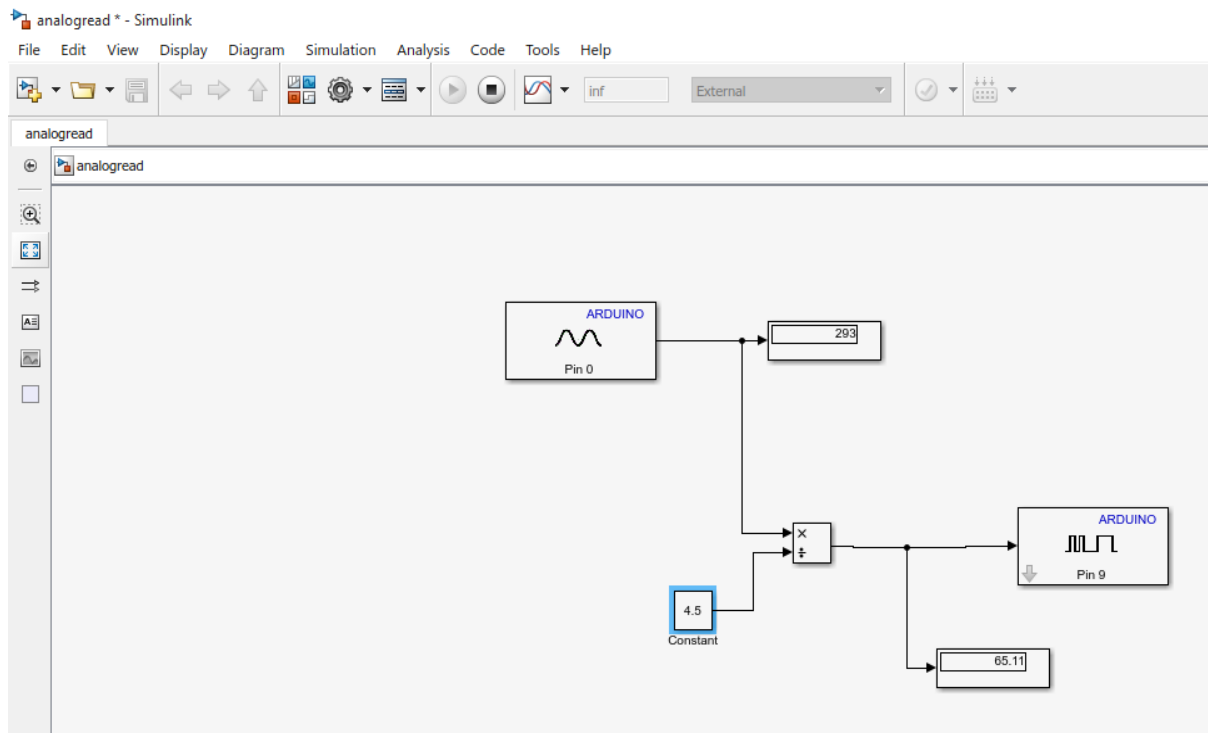 analogread * - Simulink
File Edit View Display Diagram Simulation Analysis Code Tools Help
inf External
analogread
analogread
ARDUINO
Pin 0
293
ARDUINO
Pin 9
×
÷
4.5
Constant
65.11